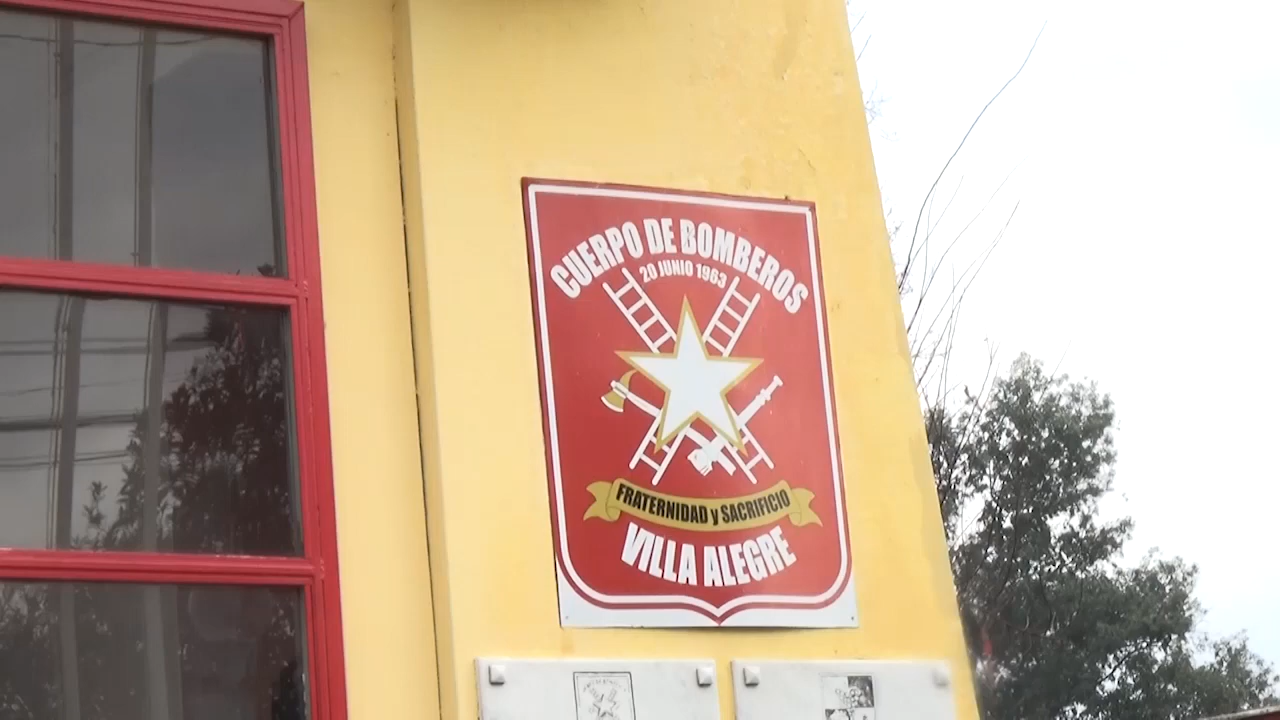 CUERPO DE BOMBEROS
20 JUNIO 1963
FRATERNIDAD y SACRIFICIO
VILLA ALEGRE